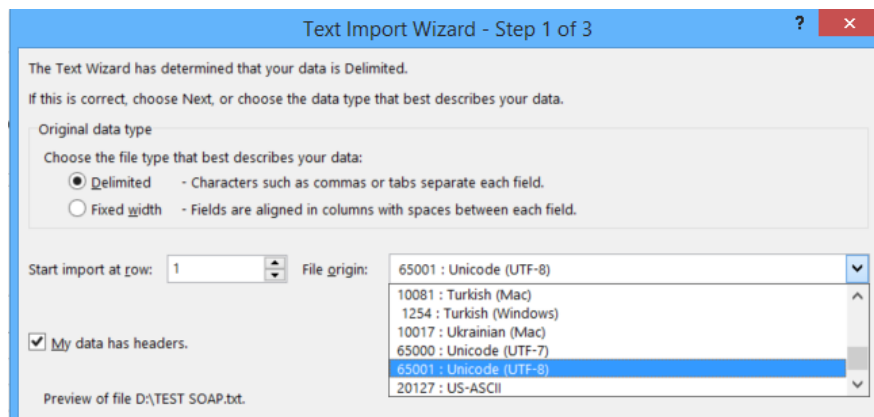 Text Import Wizard - Step 1 of 3
?
The Text Wizard has determined that your data is Delimited.
If this is correct, choose Next, or choose the data type that best describes your data.
Original data type
Choose the file type that best describes your data:
Delimited - Characters such as commas or tabs separate each field.
Fixed width - Fields are aligned in columns with spaces between each field.
Start import at row: 1 File origin: 65001 : Unicode (UTF-8)
10081 : Turkish (Mac)
1254 : Turkish (Windows)
10017 : Ukrainian (Mac)
My data has headers.
65000 : Unicode (UTF-7)
65001 : Unicode (UTF-8)
20127 : US-ASCII
Preview of file D:\TEST SOAP.txt.